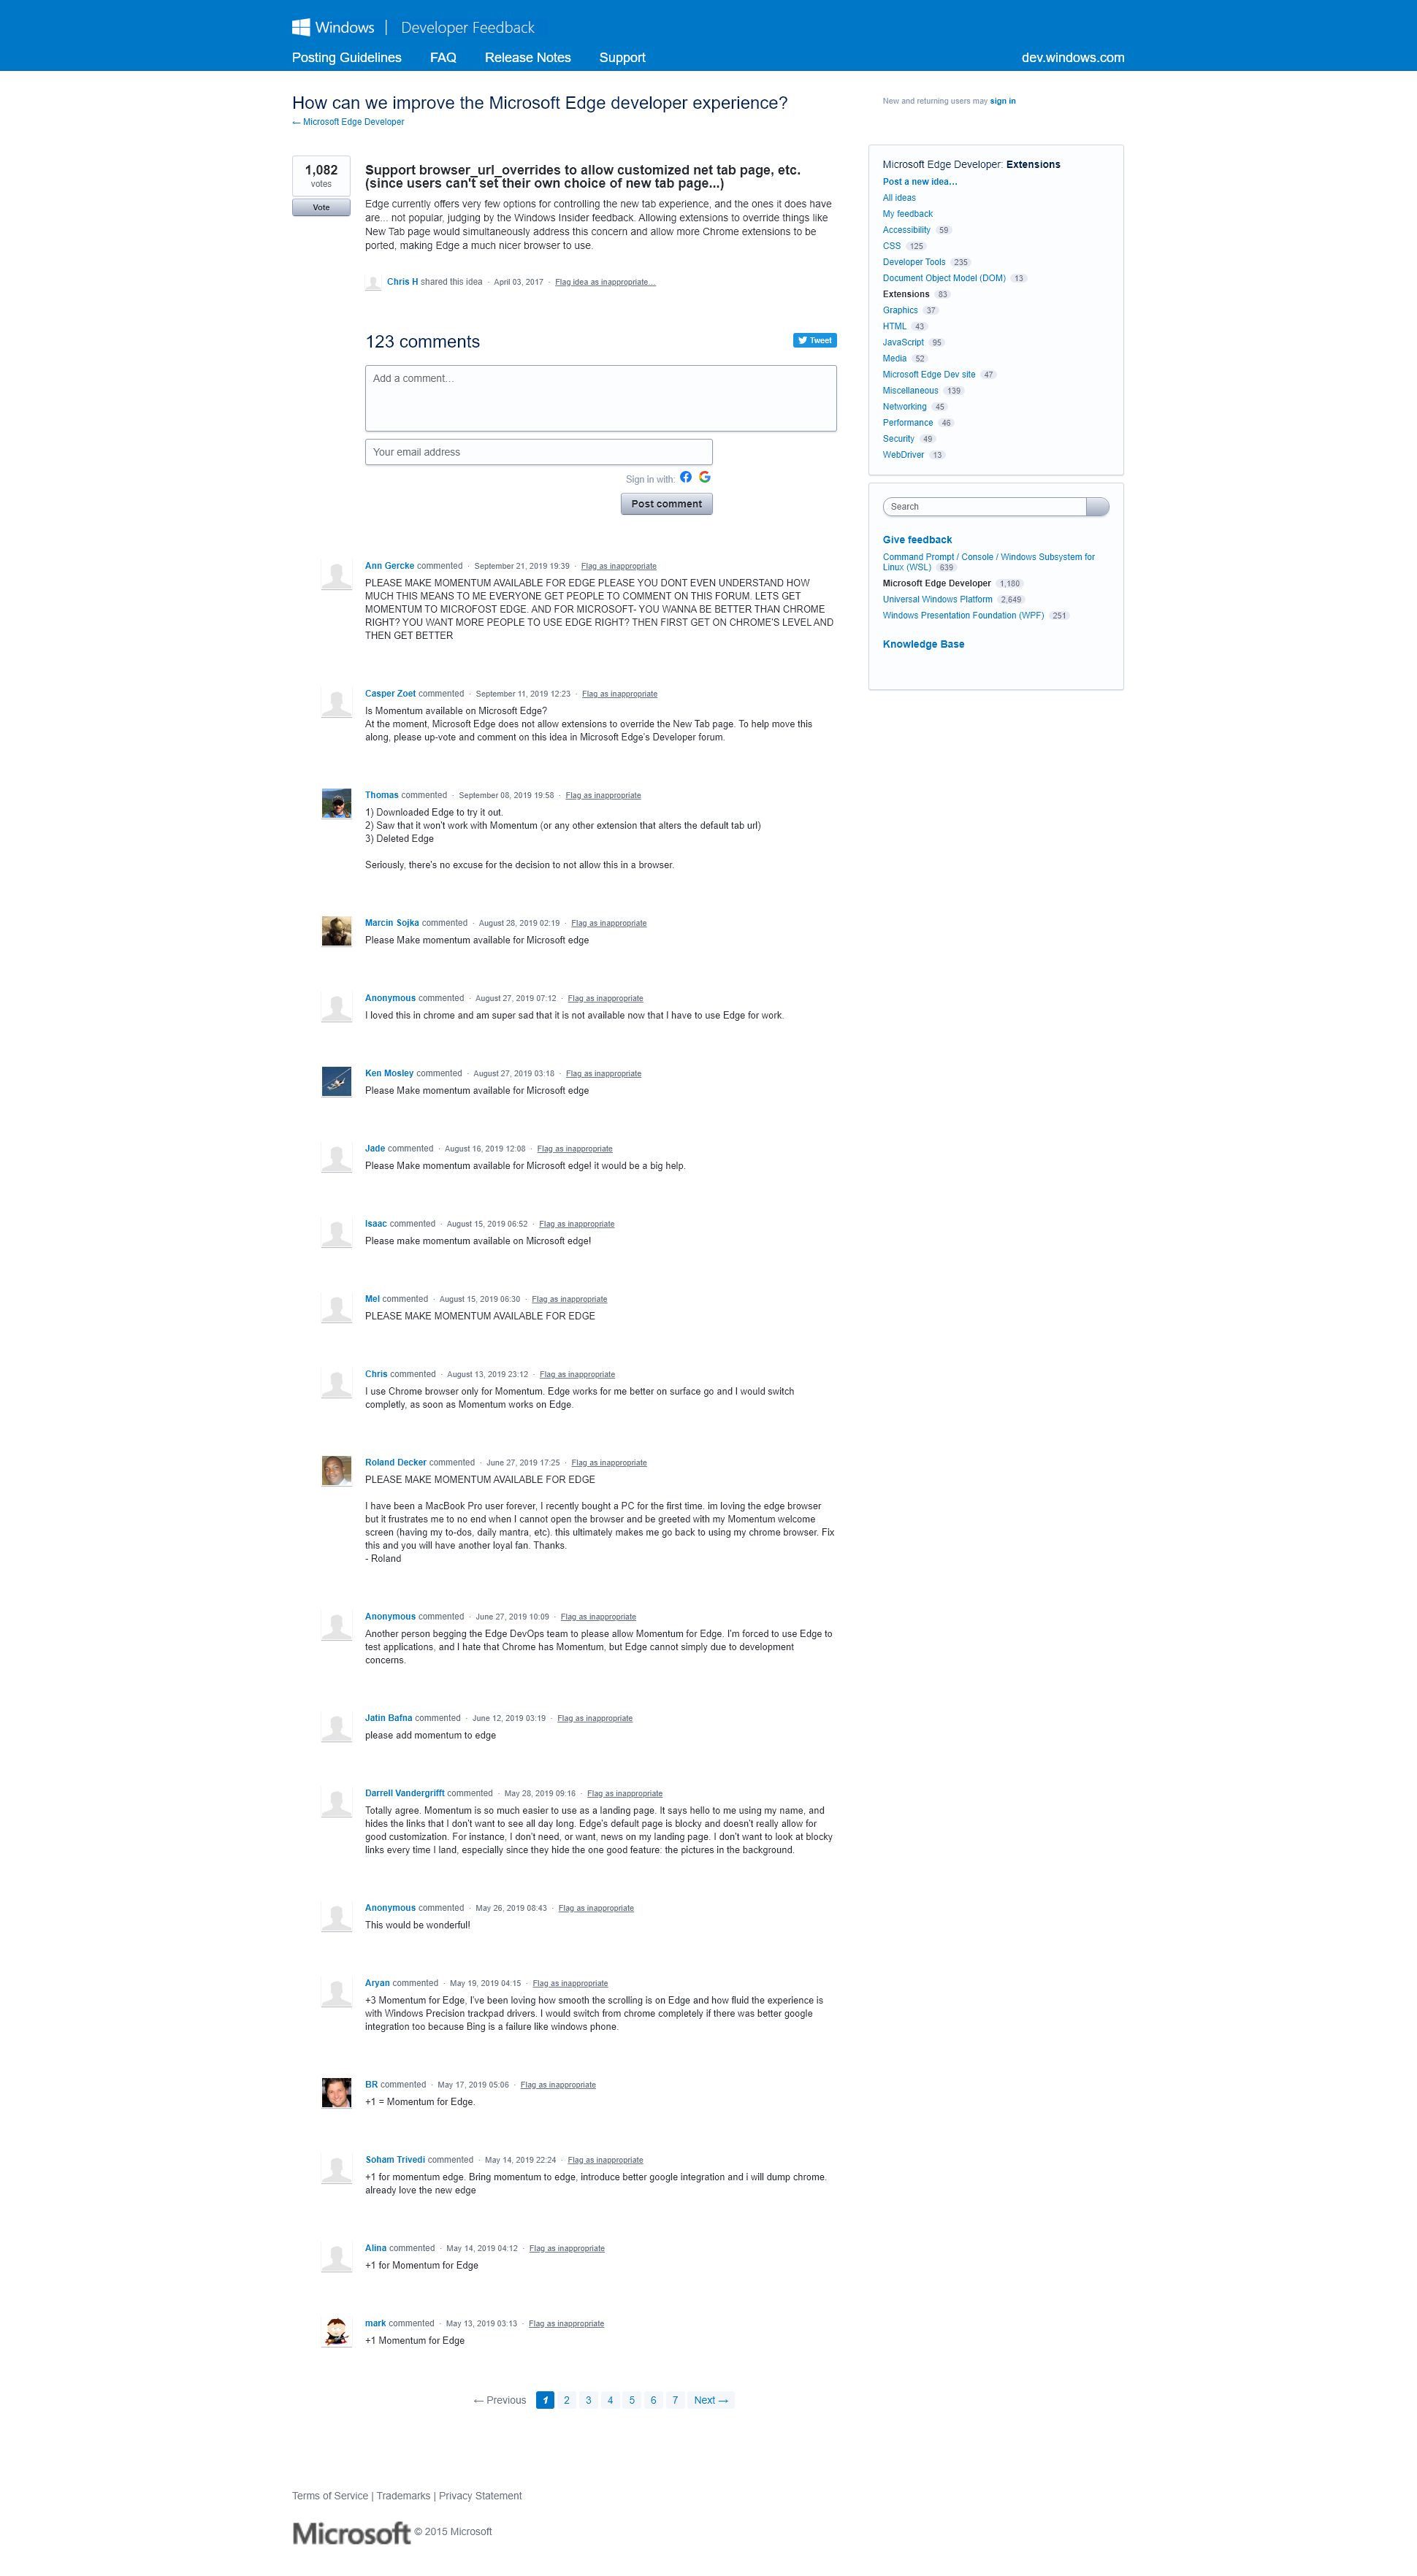 Windows | Developer Feedback
Posting Guidelines FAQ Release Notes Support dev.windows.com
How can we improve the Microsoft Edge developer experience?
← Microsoft Edge Developer
New and returning users may sign in
1,082
votes
Vote
Support browser_url_overrides to allow customized net tab page, etc.
(since users can't set their own choice of new tab page...)
Edge currently offers very few options for controlling the new tab experience, and the ones it does have
are... not popular, judging by the Windows Insider feedback. Allowing extensions to override things like
New Tab page would simultaneously address this concern and allow more Chrome extensions to be
ported, making Edge a much nicer browser to use.
Chris H shared this idea · April 03, 2017 · Flag idea as inappropriate…
123 comments
Tweet
Add a comment…
Your email address
Sign in with:
Post comment
Ann Gercke commented · September 21, 2019 19:39 · Flag as inappropriate
PLEASE MAKE MOMENTUM AVAILABLE FOR EDGE PLEASE YOU DONT EVEN UNDERSTAND HOW
MUCH THIS MEANS TO ME EVERYONE GET PEOPLE TO COMMENT ON THIS FORUM. LETS GET
MOMENTUM TO MICROFOST EDGE. AND FOR MICROSOFT- YOU WANNA BE BETTER THAN CHROME
RIGHT? YOU WANT MORE PEOPLE TO USE EDGE RIGHT? THEN FIRST GET ON CHROME'S LEVEL AND
THEN GET BETTER
Casper Zoet commented · September 11, 2019 12:23 · Flag as inappropriate
Is Momentum available on Microsoft Edge?
At the moment, Microsoft Edge does not allow extensions to override the New Tab page. To help move this
along, please up-vote and comment on this idea in Microsoft Edge's Developer forum.
Thomas commented · September 08, 2019 19:58 · Flag as inappropriate
1) Downloaded Edge to try it out.
2) Saw that it won't work with Momentum (or any other extension that alters the default tab url)
3) Deleted Edge
Seriously, there's no excuse for the decision to not allow this in a browser.
Marcin Sojka commented · August 28, 2019 02:19 · Flag as inappropriate
Please Make momentum available for Microsoft edge
Anonymous commented · August 27, 2019 07:12 · Flag as inappropriate
I loved this in chrome and am super sad that it is not available now that I have to use Edge for work.
Ken Mosley commented · August 27, 2019 03:18 · Flag as inappropriate
Please Make momentum available for Microsoft edge
Jade commented · August 16, 2019 12:08 · Flag as inappropriate
Please Make momentum available for Microsoft edge! it would be a big help.
Isaac commented · August 15, 2019 06:52 · Flag as inappropriate
Please make momentum available on Microsoft edge!
Mel commented · August 15, 2019 06:30 · Flag as inappropriate
PLEASE MAKE MOMENTUM AVAILABLE FOR EDGE
Chris commented · August 13, 2019 23:12 · Flag as inappropriate
I use Chrome browser only for Momentum. Edge works for me better on surface go and I would switch
completly, as soon as Momentum works on Edge.
Roland Decker commented · June 27, 2019 17:25 · Flag as inappropriate
PLEASE MAKE MOMENTUM AVAILABLE FOR EDGE
I have been a MacBook Pro user forever, I recently bought a PC for the first time. im loving the edge browser
but it frustrates me to no end when I cannot open the browser and be greeted with my Momentum welcome
screen (having my to-dos, daily mantra, etc). this ultimately makes me go back to using my chrome browser. Fix
this and you will have another loyal fan. Thanks.
- Roland
Anonymous commented · June 27, 2019 10:09 · Flag as inappropriate
Another person begging the Edge DevOps team to please allow Momentum for Edge. I'm forced to use Edge to
test applications, and I hate that Chrome has Momentum, but Edge cannot simply due to development
concerns.
Jatin Bafna commented · June 12, 2019 03:19 · Flag as inappropriate
please add momentum to edge
Darrell Vandergrifft commented · May 28, 2019 09:16 · Flag as inappropriate
Totally agree. Momentum is so much easier to use as a landing page. It says hello to me using my name, and
hides the links that I don't want to see all day long. Edge's default page is blocky and doesn't really allow for
good customization. For instance, I don't need, or want, news on my landing page. I don't want to look at blocky
links every time I land, especially since they hide the one good feature: the pictures in the background.
Anonymous commented · May 26, 2019 08:43 · Flag as inappropriate
This would be wonderful!
Aryan commented · May 19, 2019 04:15 · Flag as inappropriate
+3 Momentum for Edge, I've been loving how smooth the scrolling is on Edge and how fluid the experience is
with Windows Precision trackpad drivers. I would switch from chrome completely if there was better google
integration too because Bing is a failure like windows phone.
BR commented · May 17, 2019 05:06 · Flag as inappropriate
+1 = Momentum for Edge.
Soham Trivedi commented · May 14, 2019 22:24 · Flag as inappropriate
+1 for momentum edge. Bring momentum to edge, introduce better google integration and i will dump chrome.
already love the new edge
Alina commented · May 14, 2019 04:12 · Flag as inappropriate
+1 for Momentum for Edge
mark commented · May 13, 2019 03:13 · Flag as inappropriate
+1 Momentum for Edge
← Previous 1 2 3 4 5 6 7 Next →
Microsoft Edge Developer: Extensions
Post a new idea…
All ideas
My feedback
Accessibility 59
CSS 125
Developer Tools 235
Document Object Model (DOM) 13
Extensions 83
Graphics 37
HTML 43
JavaScript 95
Media 52
Microsoft Edge Dev site 47
Miscellaneous 139
Networking 45
Performance 46
Security 49
WebDriver 13
Search
Give feedback
Command Prompt / Console / Windows Subsystem for
Linux (WSL) 639
Microsoft Edge Developer 1,180
Universal Windows Platform 2,649
Windows Presentation Foundation (WPF) 251
Knowledge Base
Terms of Service | Trademarks | Privacy Statement
Microsoft © 2015 Microsoft